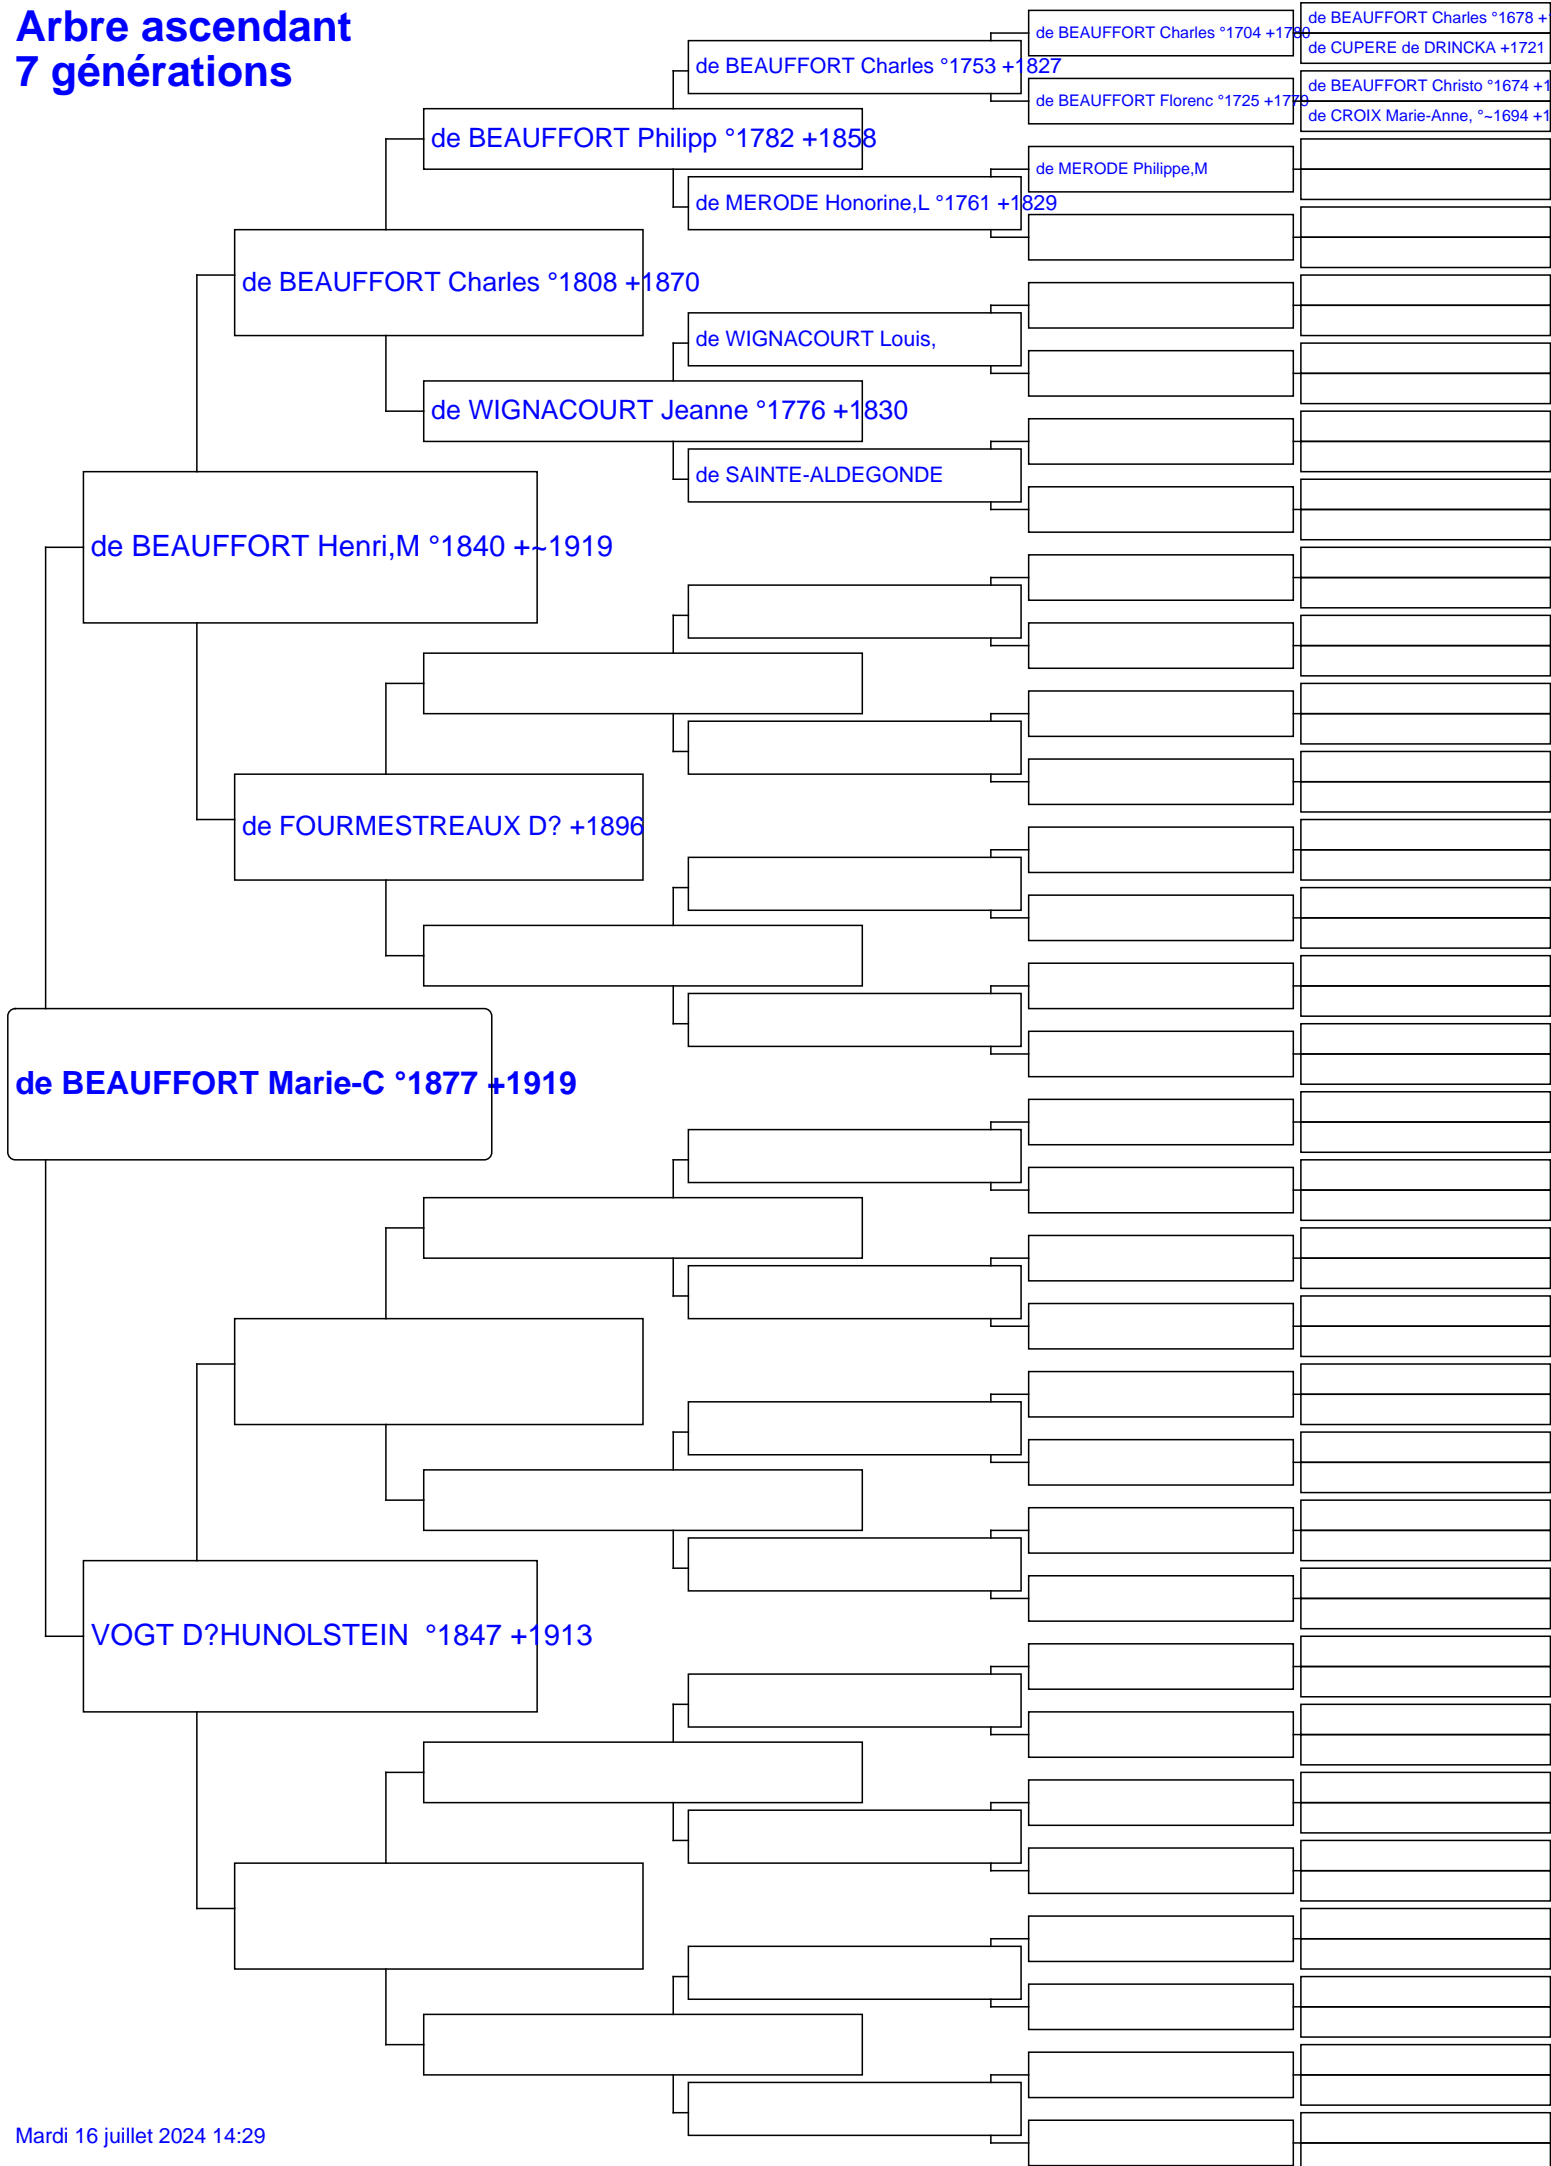 Arbre ascendant
7 générations
de BEAUFFORT Charles °1678 +
de CUPERE de DRINCKA +1721
de BEAUFFORT Charles °1704 +1780
de BEAUFFORT Charles °1753 +1827
de BEAUFFORT Christo °1674 +1
de BEAUFFORT Florenc °1725 +1779
de CROIX Marie-Anne, °~1694 +1
de BEAUFFORT Philipp °1782 +1858
de MERODE Philippe,M
de MERODE Honorine,L °1761 +1829
de BEAUFFORT Charles °1808 +1870
de WIGNACOURT Louis,
de WIGNACOURT Jeanne °1776 +1830
de SAINTE-ALDEGONDE
de BEAUFFORT Henri,M °1840 +~1919
de FOURMESTREAUX D? +1896
de BEAUFFORT Marie-C °1877 +1919
VOGT D?HUNOLSTEIN °1847 +1913
Mardi 16 juillet 2024 14:29